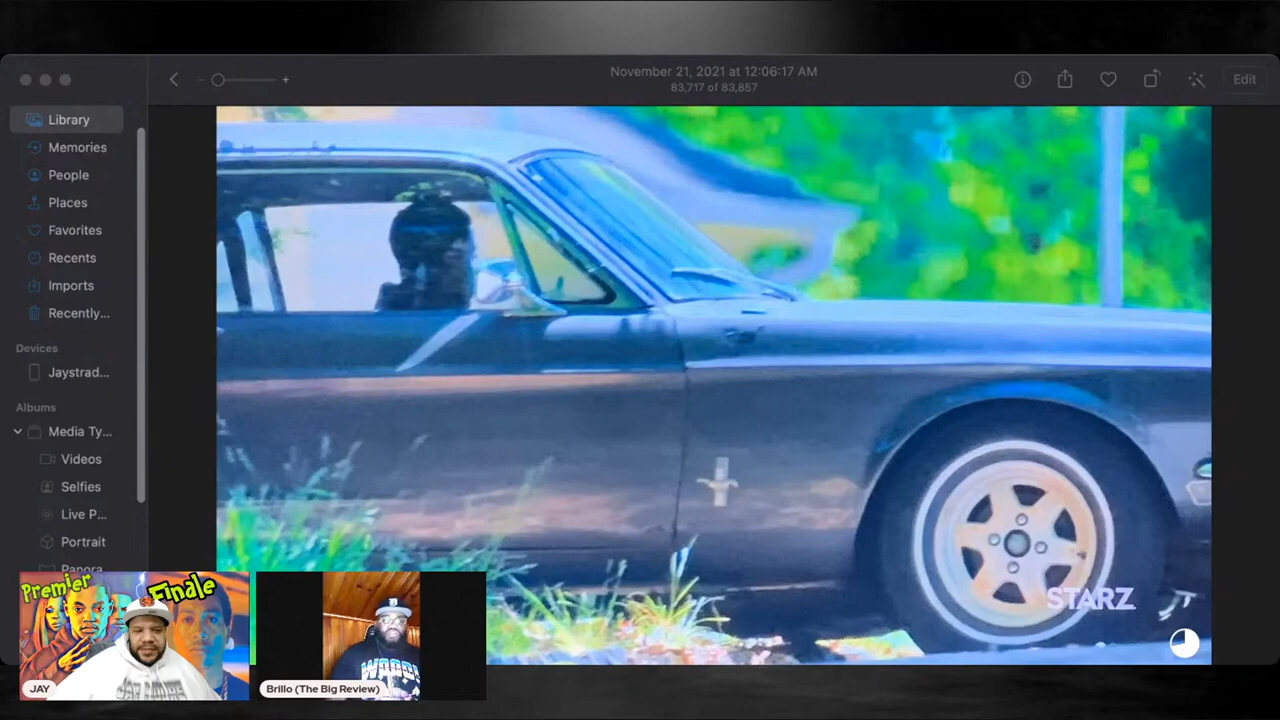 November 21, 2021 at 12:06:17 AM
83,717 of 83,857
Edit
Library
Memories
People
Places
Favorites
Recents
Imports
Recently...
Devices
Jaystrad...
Albums
Media Ty...
Videos
Selfies
Live P...
Portrait
Panora
STARZ
Premier
Finale
JAY
Brillo (The Big Review)